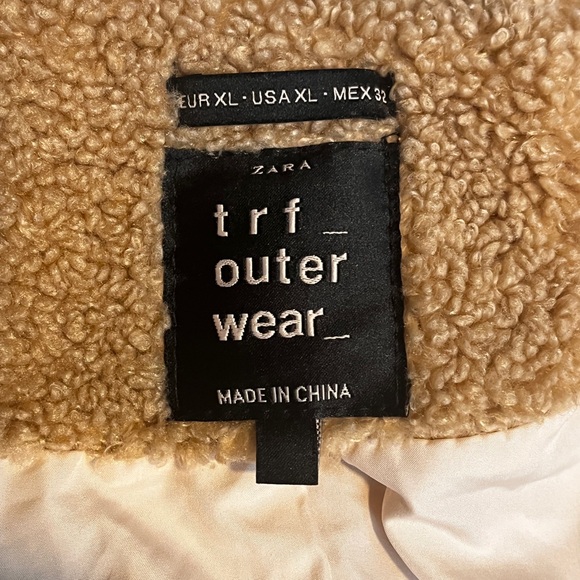 EUR XL · USA XL · MEX 32
ZARA
trf_
outer
wear_
MADE IN CHINA